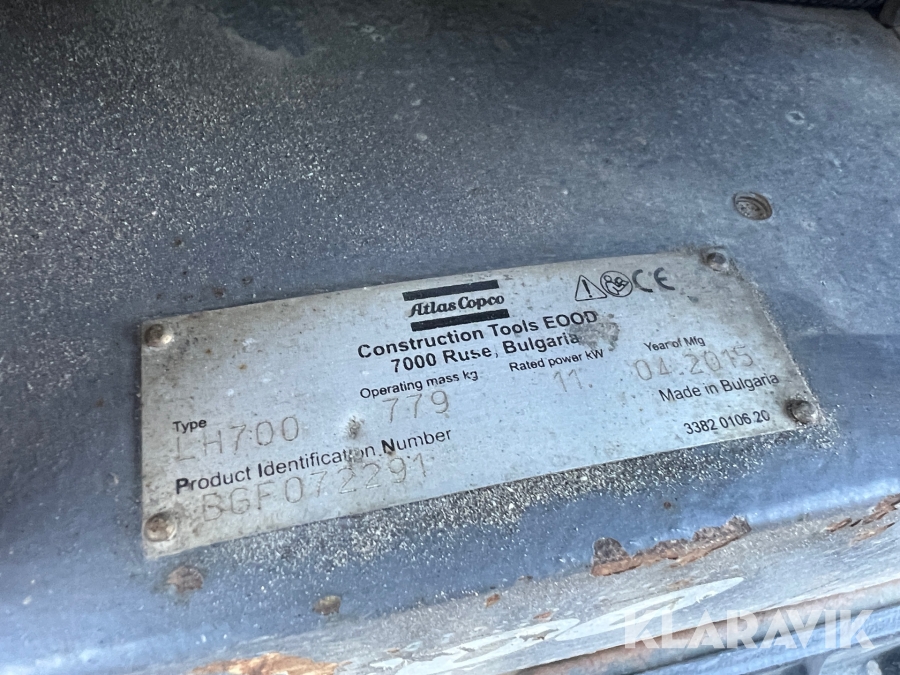 Atlas Copco
CE
Construction Tools EOOD
7000 Ruse, Bulgaria
Type Operating mass kg Rated power kW Year of Mfg
LH700 779 11. 04.2015
Product Identification Number Made in Bulgaria
BGF072291 3382 0106.20
KLARAVIK